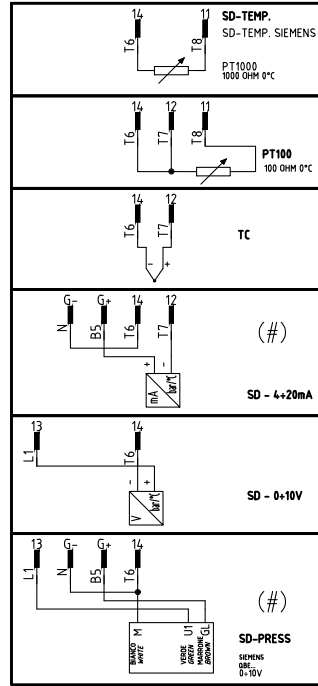 14 11 SD-TEMP.
SD-TEMP. SIEMENS
T6 T8
PT1000
1000 OHM 0°C
14 12 11
T6 T7 T8
PT100
100 OHM 0°C
14 12
T6 T7
TC
- +
G- G+ 14 12
N B5 T6 T7
(#)
+ -
mA bar/°C
SD - 4÷20mA
13 14
L1 T6
- +
V bar/°C
SD - 0÷10V
13 G- G+ 14
L1 N B5 T6
(#)
M U1 GL
BIANCO VERDE MARRONE
WHITE GREEN BROWN
SD-PRESS
SIEMENS
QBE..
0÷10V